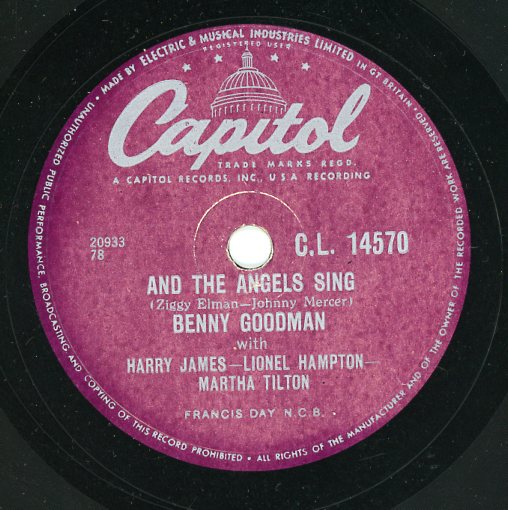 MADE BY ELECTRIC & MUSICAL INDUSTRIES LIMITED IN GT BRITAIN •
REGISTERED USER
Capitol
TRADE MARKS REGD.
A CAPITOL RECORDS, INC., U.S.A. RECORDING
20933
78
C.L. 14570
AND THE ANGELS SING
(Ziggy Elman—Johnny Mercer)
BENNY GOODMAN
with
HARRY JAMES—LIONEL HAMPTON—
MARTHA TILTON
FRANCIS DAY N.C.B.
UNAUTHORIZED PUBLIC PERFORMANCE, BROADCASTING AND COPYING OF THIS RECORD PROHIBITED • ALL RIGHTS OF THE MANUFACTURER AND OF THE OWNER OF THE RECORDED WORK ARE RESERVED •